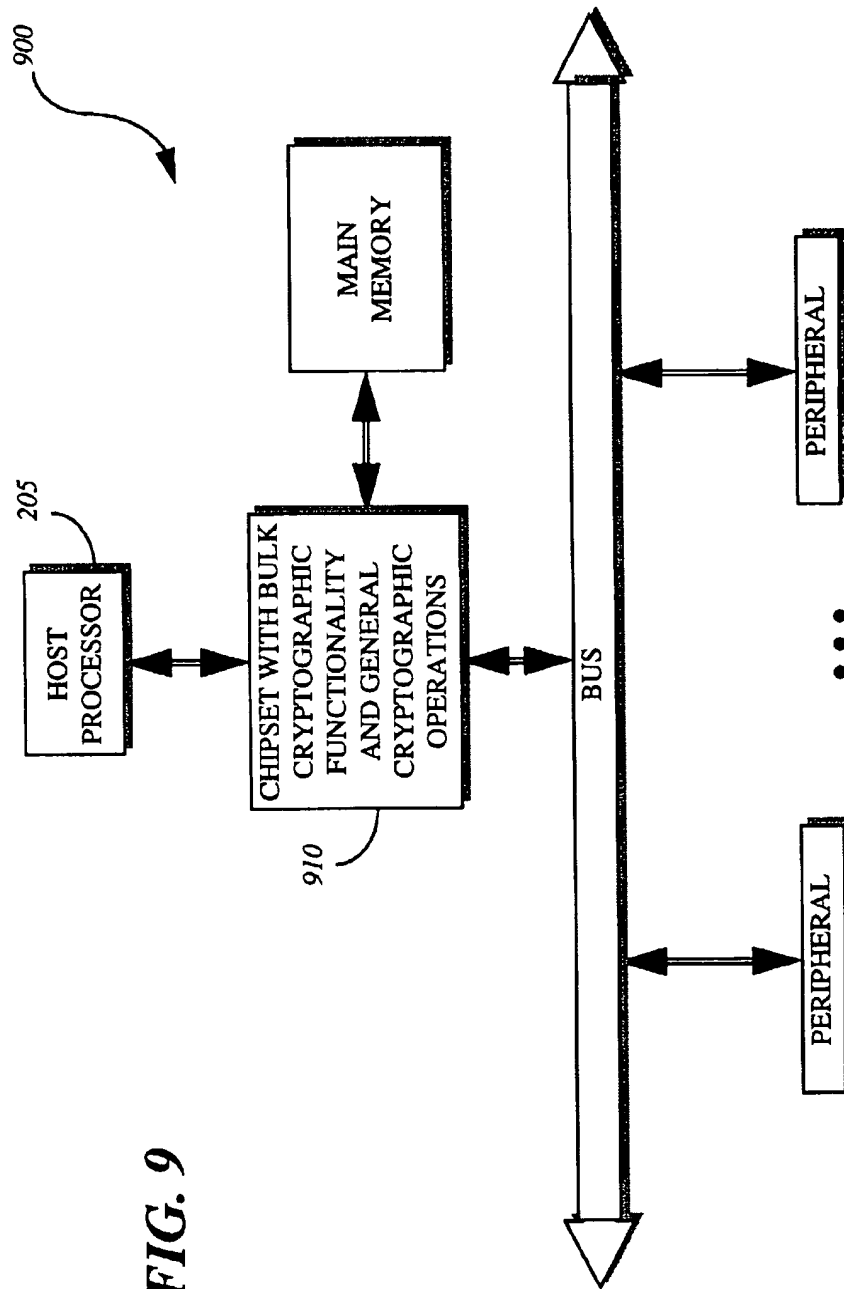 FIG. 9
900
HOST
PROCESSOR
205
CHIPSET WITH BULK
CRYPTOGRAPHIC
FUNCTIONALITY
AND GENERAL
CRYPTOGRAPHIC
OPERATIONS
910
MAIN
MEMORY
BUS
PERIPHERAL
PERIPHERAL